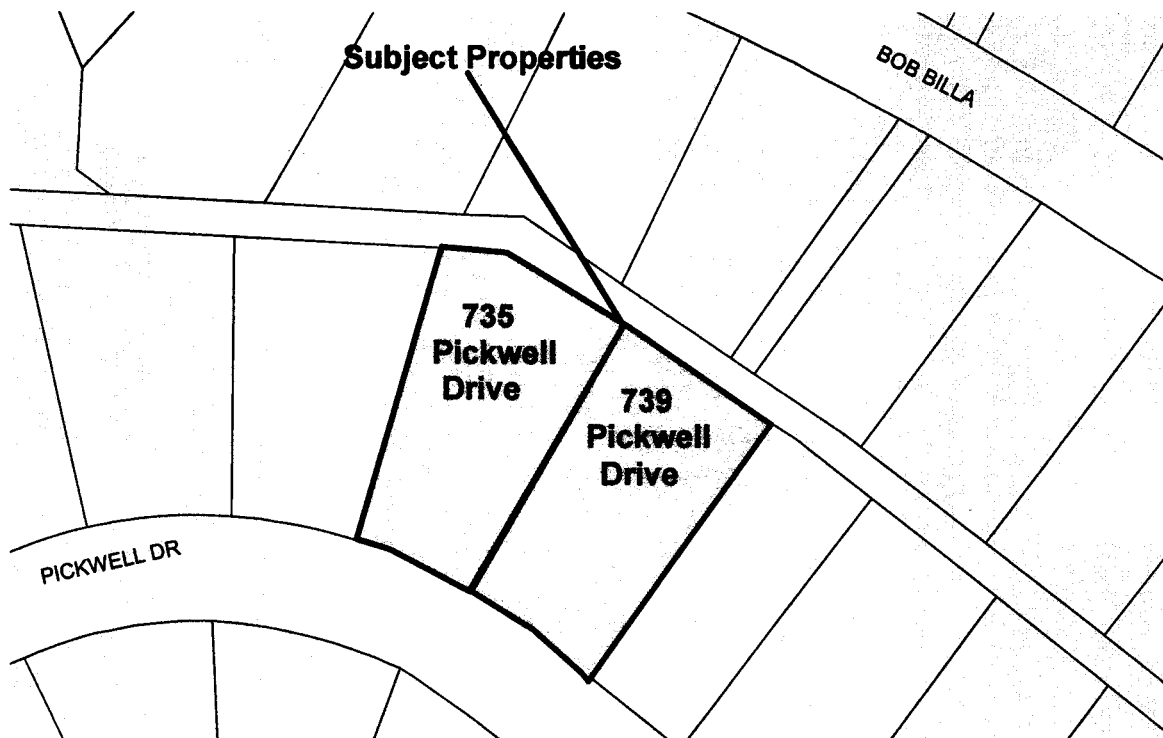 Subject Properties
BOB BILLA
735
Pickwell
Drive
739
Pickwell
Drive
PICKWELL DR